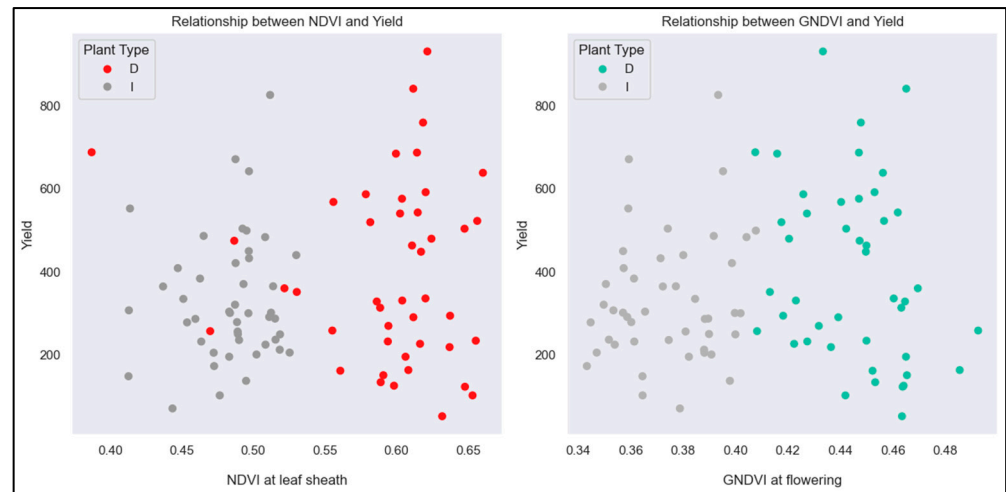 Relationship between NDVI and Yield
Plant Type
D
I
800
600
400
200
Yield
0.40 0.45 0.50 0.55 0.60 0.65
NDVI at leaf sheath
Relationship between GNDVI and Yield
Plant Type
D
I
800
600
400
200
Yield
0.34 0.36 0.38 0.40 0.42 0.44 0.46 0.48
GNDVI at flowering